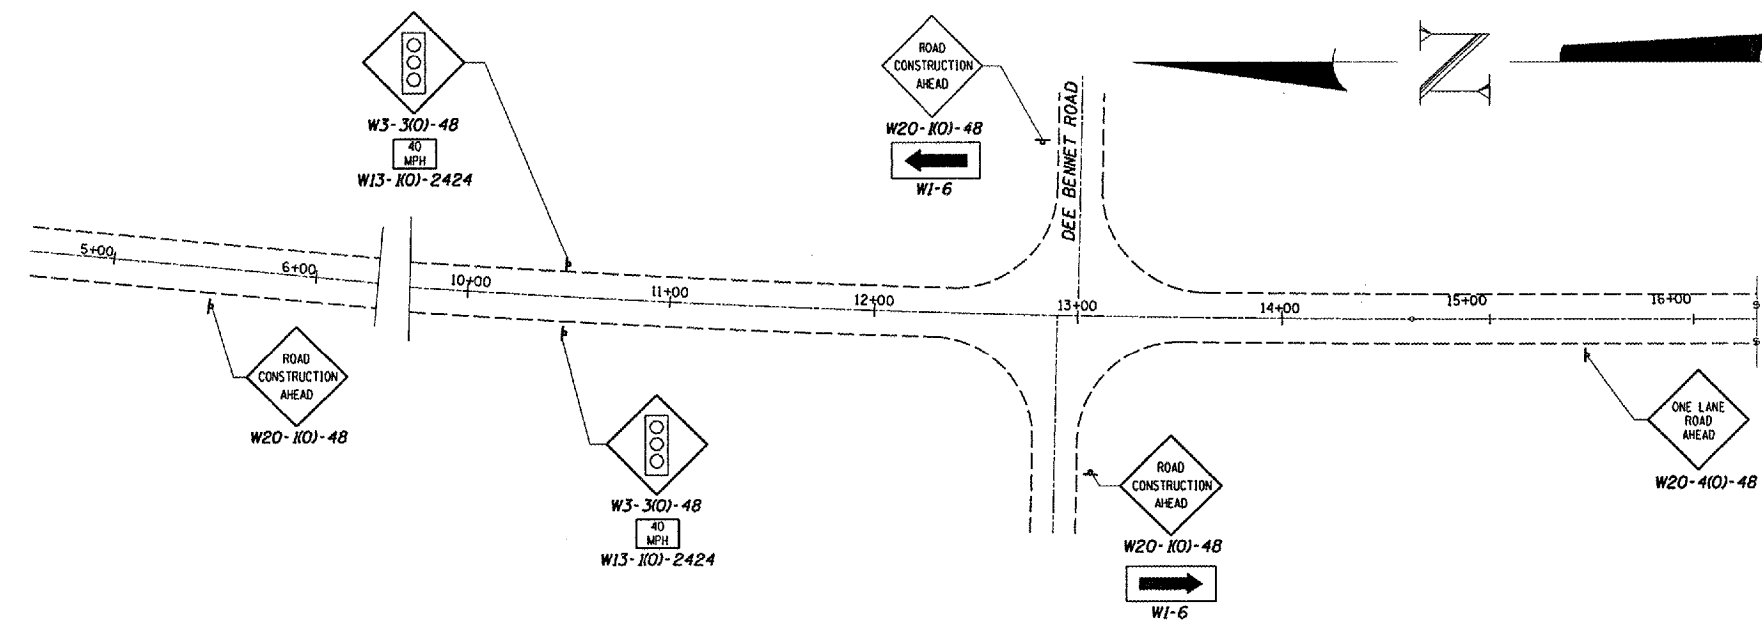 W3-3(O)-48
40
MPH
W13-1(O)-2424
ROAD
CONSTRUCTION
AHEAD
W20-1(O)-48
W1-6
DEE BENNET ROAD
5+00
6+00
10+00
11+00
12+00
13+00
14+00
15+00
16+00
ROAD
CONSTRUCTION
AHEAD
W20-1(O)-48
W3-3(O)-48
40
MPH
W13-1(O)-2424
ROAD
CONSTRUCTION
AHEAD
W20-1(O)-48
W1-6
ONE LANE
ROAD
AHEAD
W20-4(O)-48